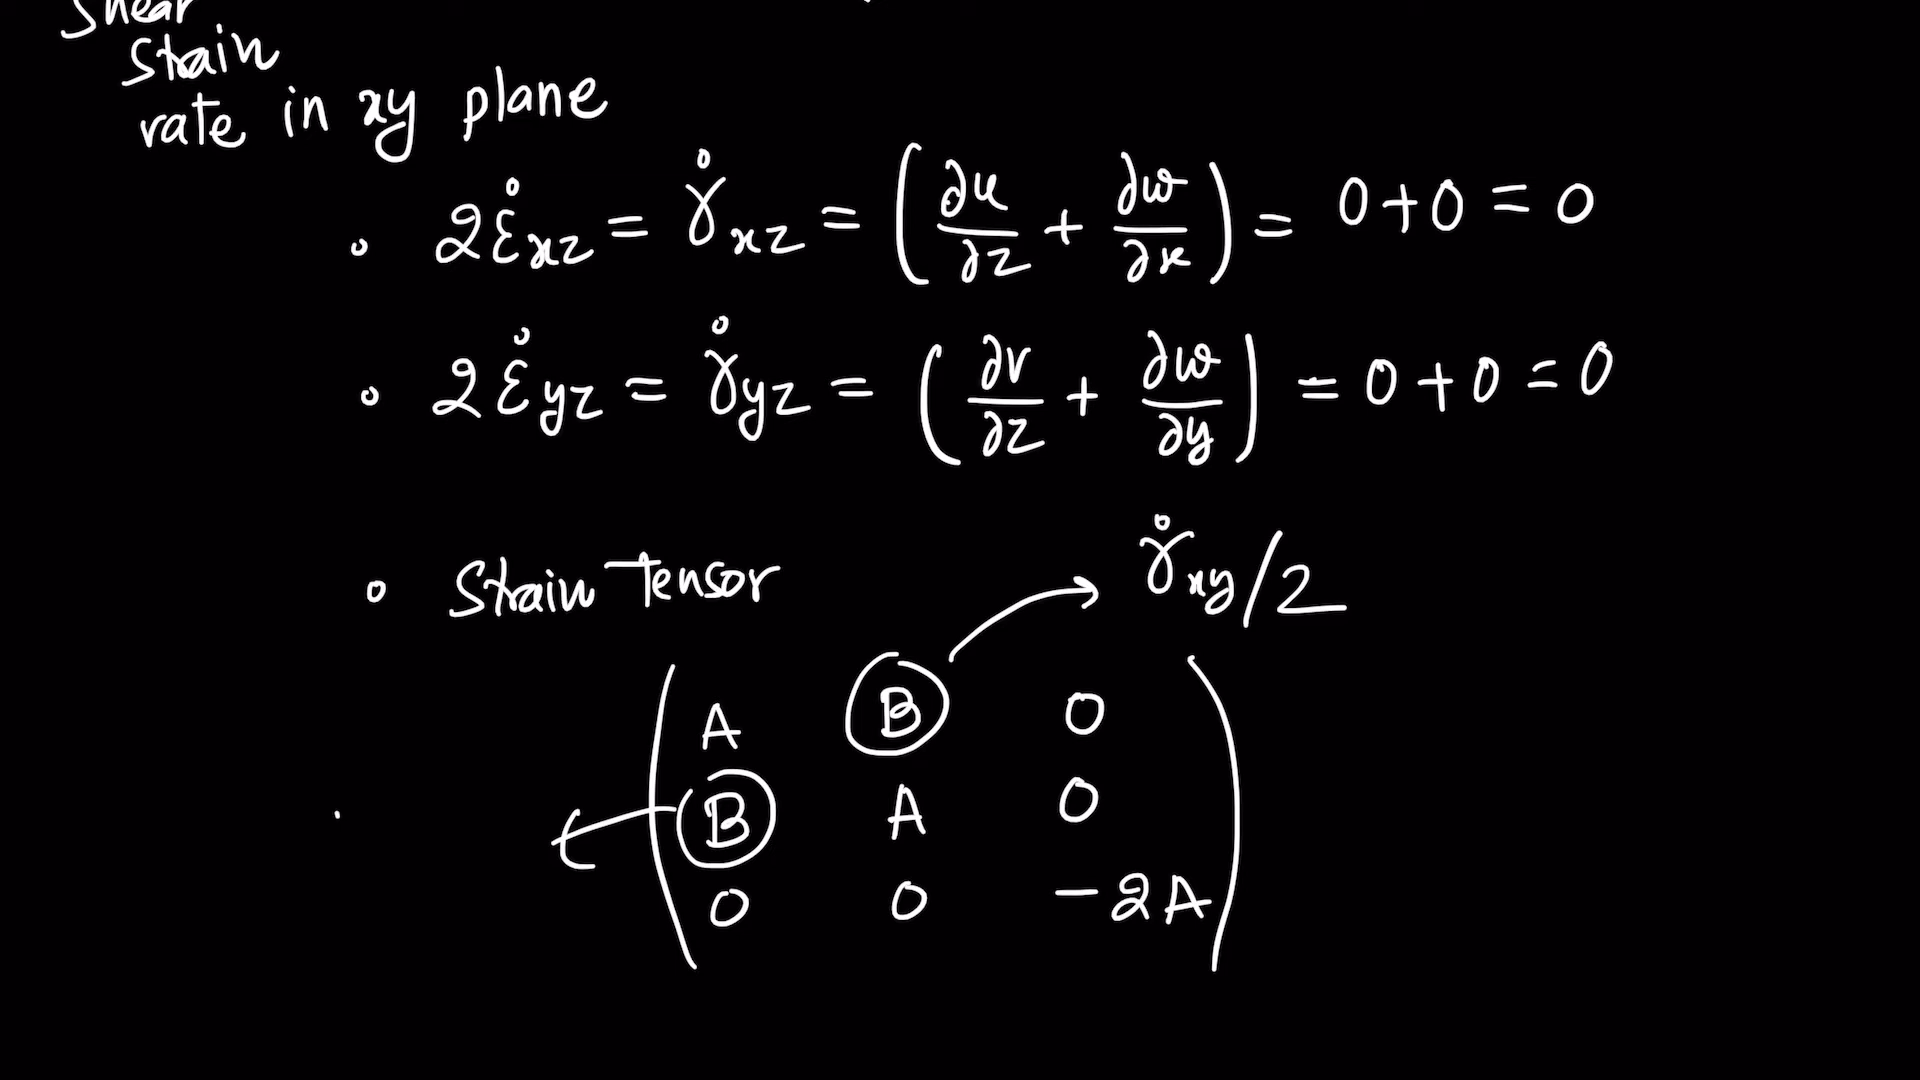 Shear
Strain
rate in xy plane
∘ 2ε̊xz = γ̊xz = (∂u/∂z + ∂w/∂x) = 0+0 = 0
∘ 2ε̊yz = γ̊yz = (∂v/∂z + ∂w/∂y) = 0+0 = 0
∘ Strain Tensor
γ̊xy/2
A B 0
B A 0
0 0 -2A